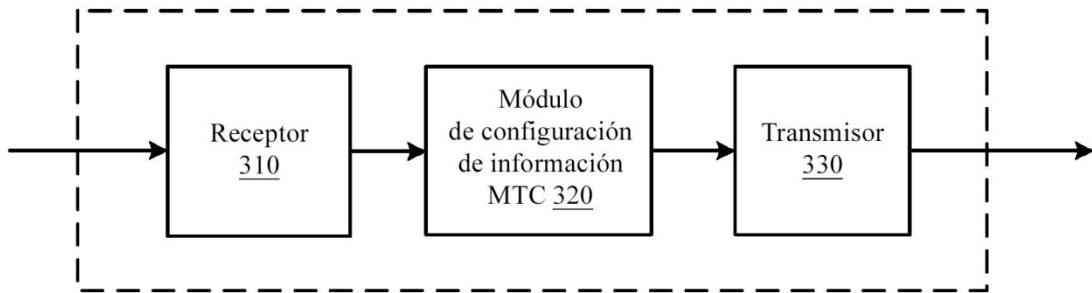 Receptor
310
Módulo
de configuración
de información
MTC 320
Transmisor
330